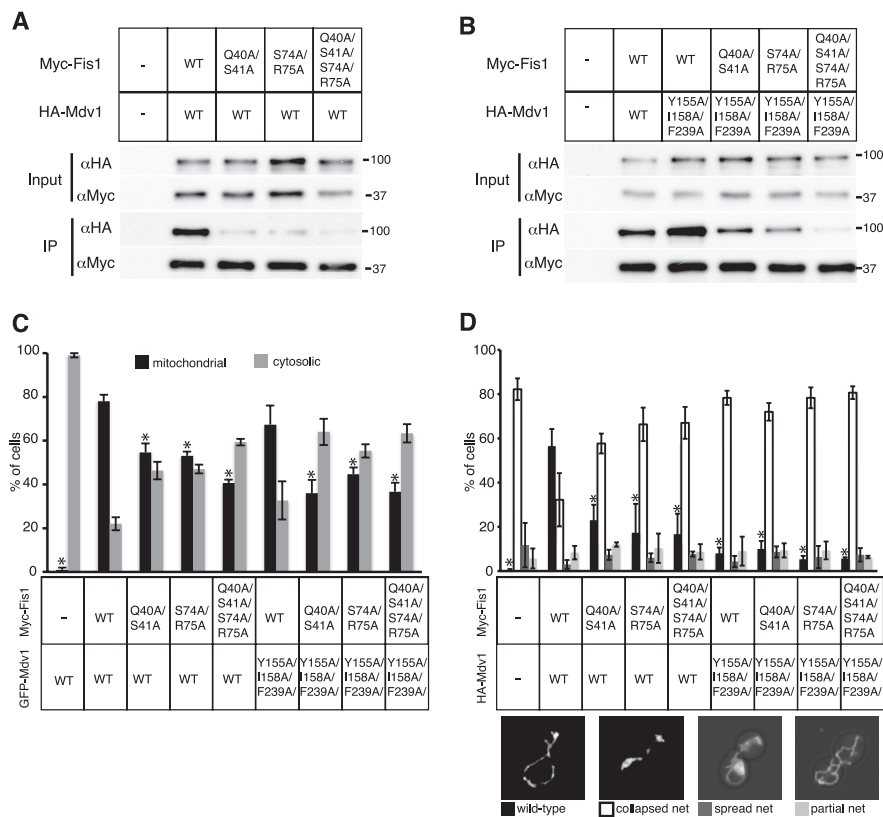 A
Myc-Fis1
-
WT
Q40A/
S41A
S74A/
R75A
Q40A/
S41A/
S74A/
R75A
HA-Mdv1
-
WT
WT
WT
WT
Input
αHA
100
αMyc
37
IP
αHA
100
αMyc
37
B
Myc-Fis1
-
WT
WT
Q40A/
S41A
S74A/
R75A
Q40A/
S41A/
S74A/
R75A
HA-Mdv1
-
WT
Y155A/
I158A/
F239A
Y155A/
I158A/
F239A
Y155A/
I158A/
F239A
Y155A/
I158A/
F239A
Input
αHA
100
αMyc
37
IP
αHA
100
αMyc
37
C
% of cells
100
80
60
40
20
0
mitochondrial
cytosolic
*
*
*
*
*
*
*
Myc-Fis1
–
WT
Q40A/
S41A
S74A/
R75A
Q40A/
S41A/
S74A/
R75A
WT
Q40A/
S41A
S74A/
R75A
Q40A/
S41A/
S74A/
R75A
GFP-Mdv1
WT
WT
WT
WT
WT
Y155A/
I158A/
F239A/
Y155A/
I158A/
F239A/
Y155A/
I158A/
F239A/
Y155A/
I158A/
F239A/
D
% of cells
100
80
60
40
20
0
*
*
*
*
*
*
*
*
Myc-Fis1
–
WT
Q40A/
S41A
S74A/
R75A
Q40A/
S41A/
S74A/
R75A
WT
Q40A/
S41A
S74A/
R75A
Q40A/
S41A/
S74A/
R75A
HA-Mdv1
–
WT
WT
WT
WT
Y155A/
I158A/
F239A/
Y155A/
I158A/
F239A/
Y155A/
I158A/
F239A/
Y155A/
I158A/
F239A/
wild-type
collapsed net
spread net
partial net